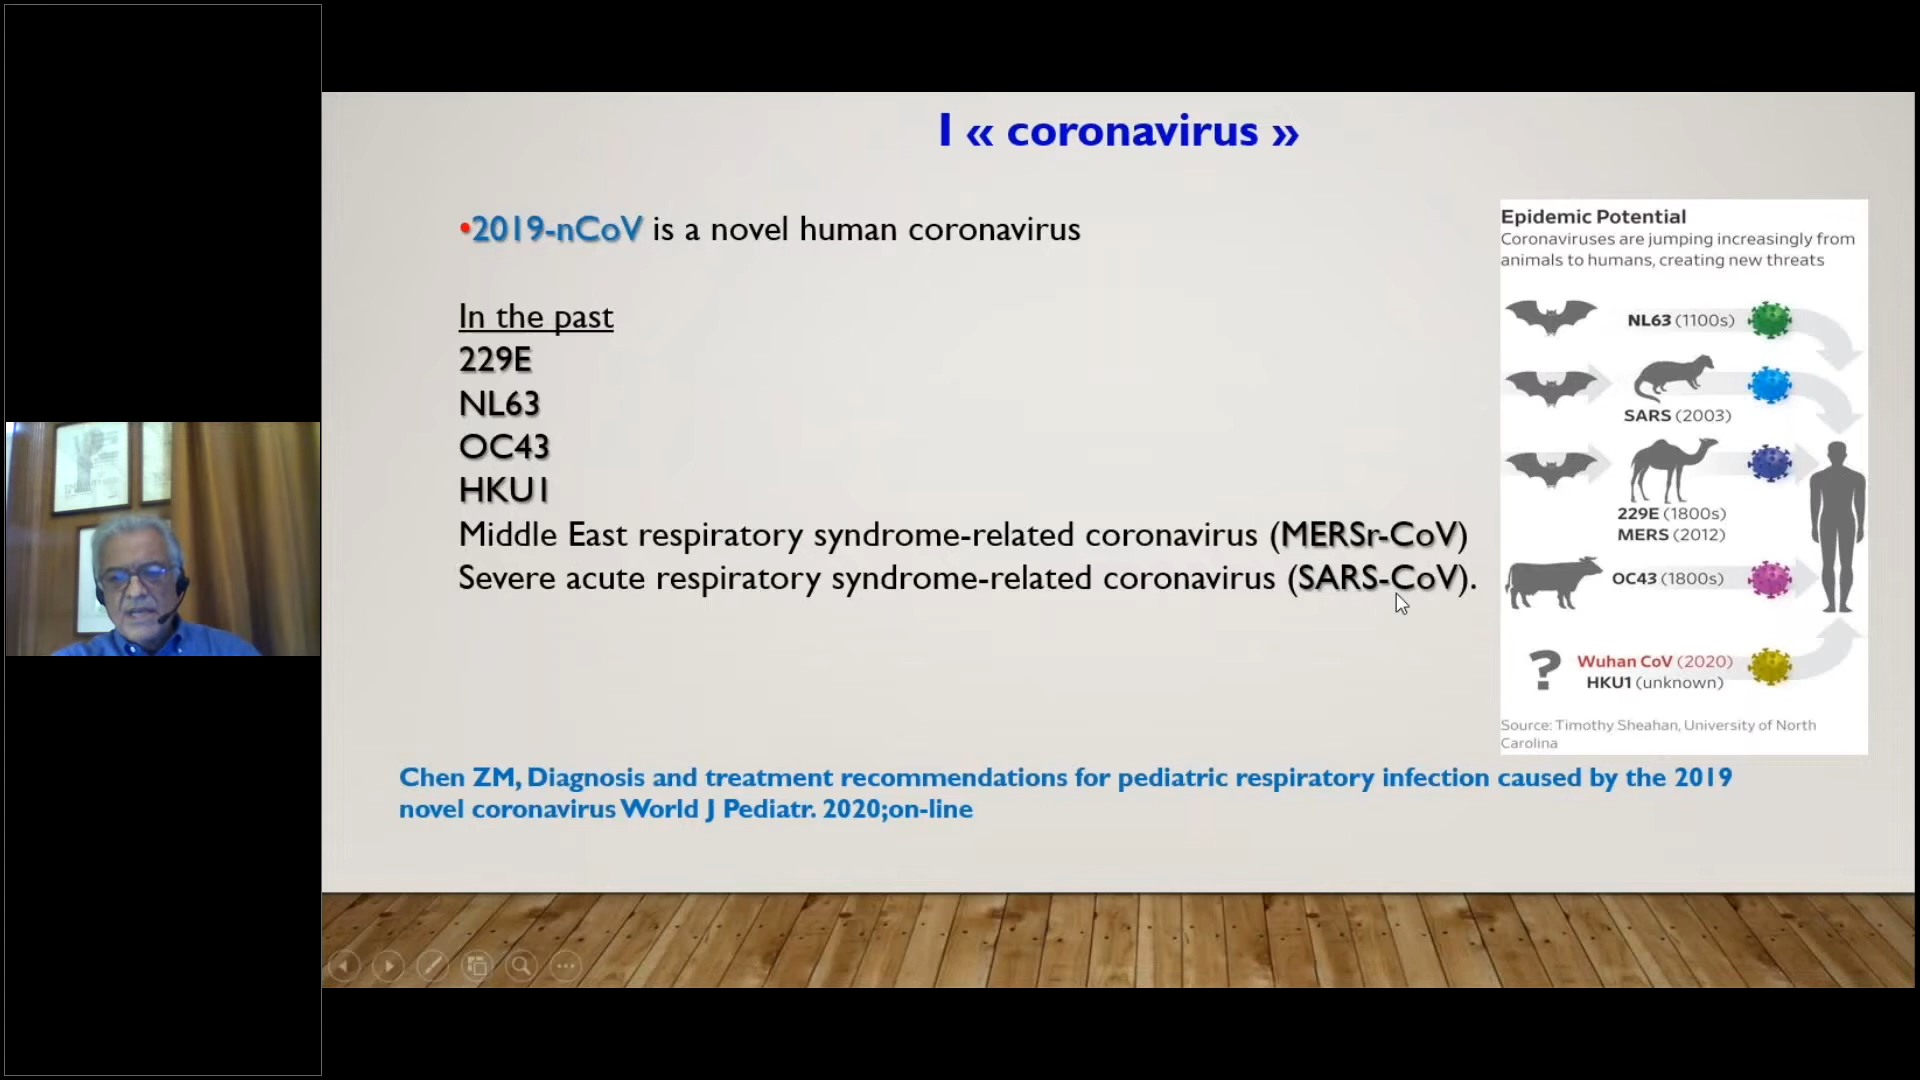 I « coronavirus »
•2019-nCoV is a novel human coronavirus
In the past
229E
NL63
OC43
HKU1
Middle East respiratory syndrome-related coronavirus (MERSr-CoV)
Severe acute respiratory syndrome-related coronavirus (SARS-CoV).
Epidemic Potential
Coronaviruses are jumping increasingly from
animals to humans, creating new threats
NL63 (1100s)
SARS (2003)
229E (1800s)
MERS (2012)
OC43 (1800s)
?
Wuhan CoV (2020)
HKU1 (unknown)
Source: Timothy Sheahan, University of North
Carolina
Chen ZM, Diagnosis and treatment recommendations for pediatric respiratory infection caused by the 2019
novel coronavirus World J Pediatr. 2020;on-line